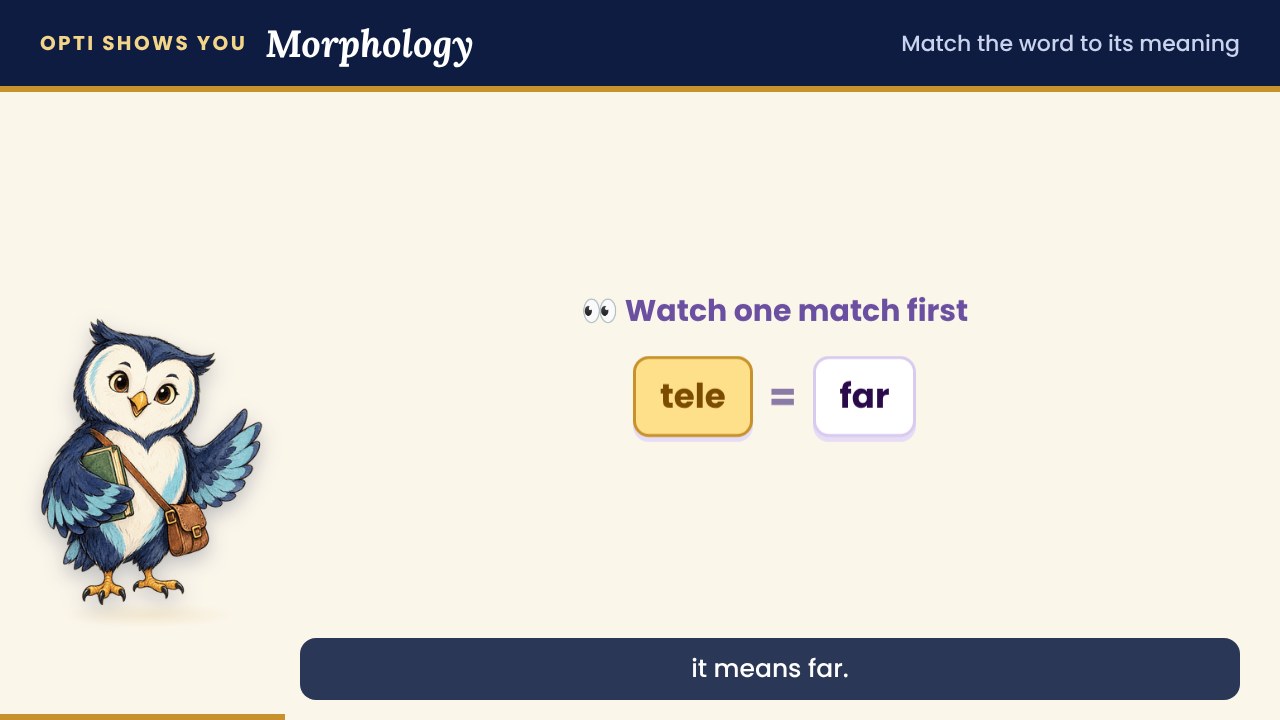 OPTI SHOWS YOU Morphology
Match the word to its meaning
👀 Watch one match first
tele = far
it means far.